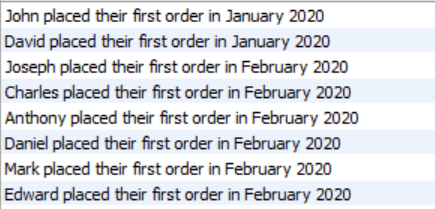 John placed their first order in January 2020
David placed their first order in January 2020
Joseph placed their first order in February 2020
Charles placed their first order in February 2020
Anthony placed their first order in February 2020
Daniel placed their first order in February 2020
Mark placed their first order in February 2020
Edward placed their first order in February 2020